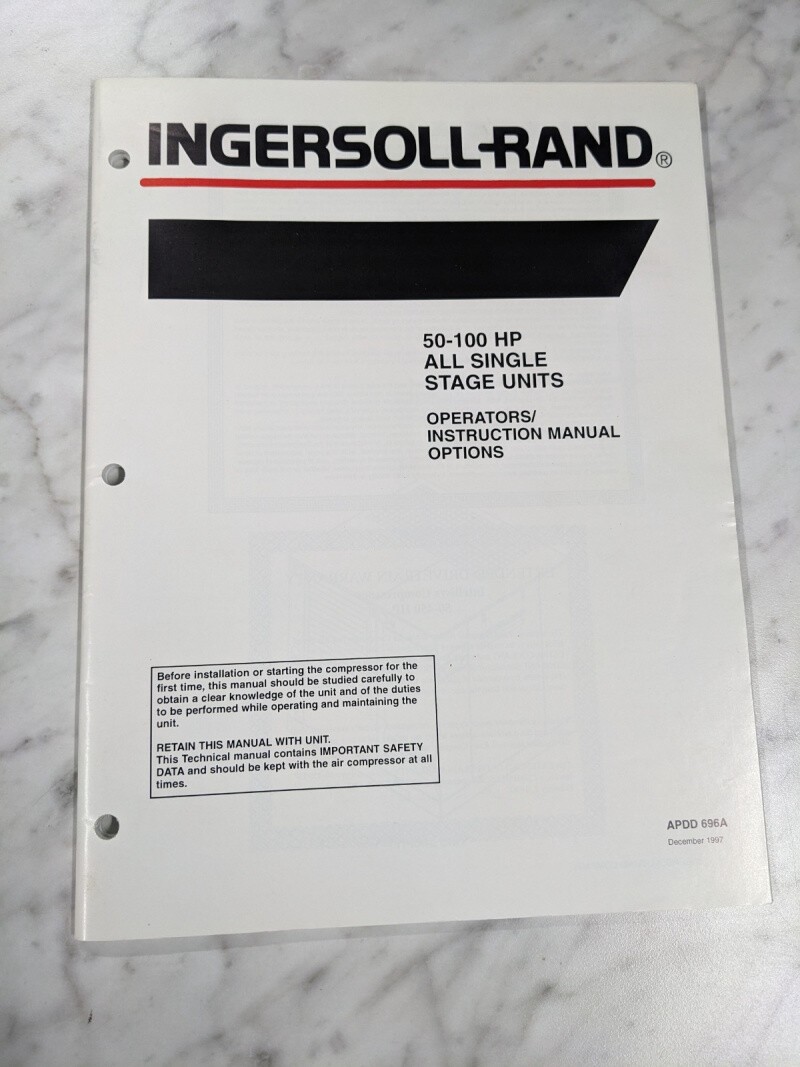 INGERSOLL-RAND®
50-100 HP
ALL SINGLE
STAGE UNITS
OPERATORS/
INSTRUCTION MANUAL
OPTIONS
Before installation or starting the compressor for the
first time, this manual should be studied carefully to
obtain a clear knowledge of the unit and of the duties
to be performed while operating and maintaining the
unit.
RETAIN THIS MANUAL WITH UNIT.
This Technical manual contains IMPORTANT SAFETY
DATA and should be kept with the air compressor at all
times.
APDD 696A
December 1997